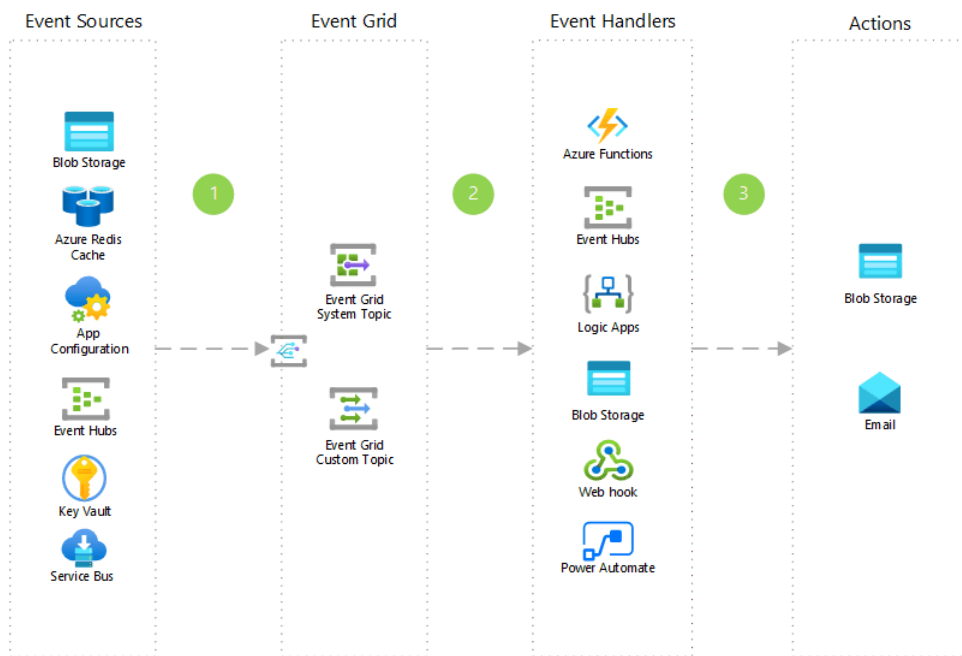 Event Sources
Event Grid
Event Handlers
Actions
Blob Storage
Azure Redis
Cache
App
Configuration
Event Hubs
Key Vault
Service Bus
1
Event Grid
System Topic
Event Grid
Custom Topic
2
Azure Functions
Event Hubs
Logic Apps
Blob Storage
Web hook
Power Automate
3
Blob Storage
Email